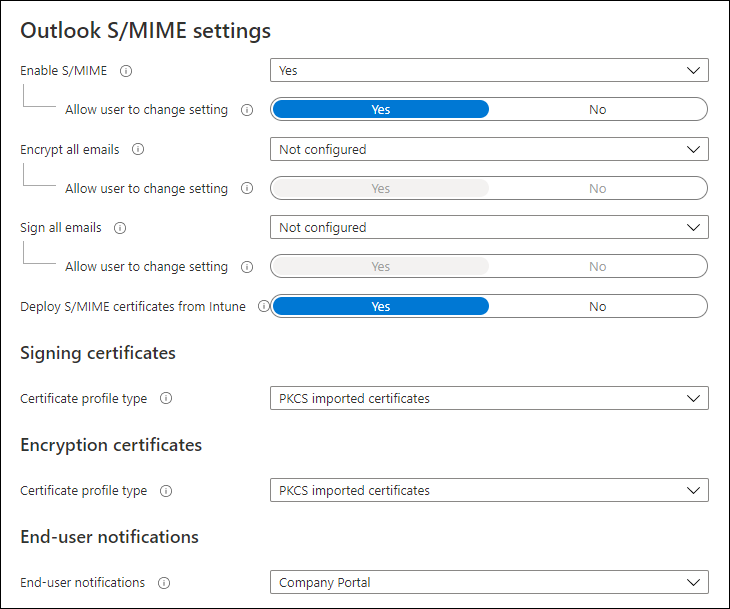 Outlook S/MIME settings
Enable S/MIME Yes
Allow user to change setting Yes No
Encrypt all emails Not configured
Allow user to change setting Yes No
Sign all emails Not configured
Allow user to change setting Yes No
Deploy S/MIME certificates from Intune Yes No
Signing certificates
Certificate profile type PKCS imported certificates
Encryption certificates
Certificate profile type PKCS imported certificates
End-user notifications
End-user notifications Company Portal